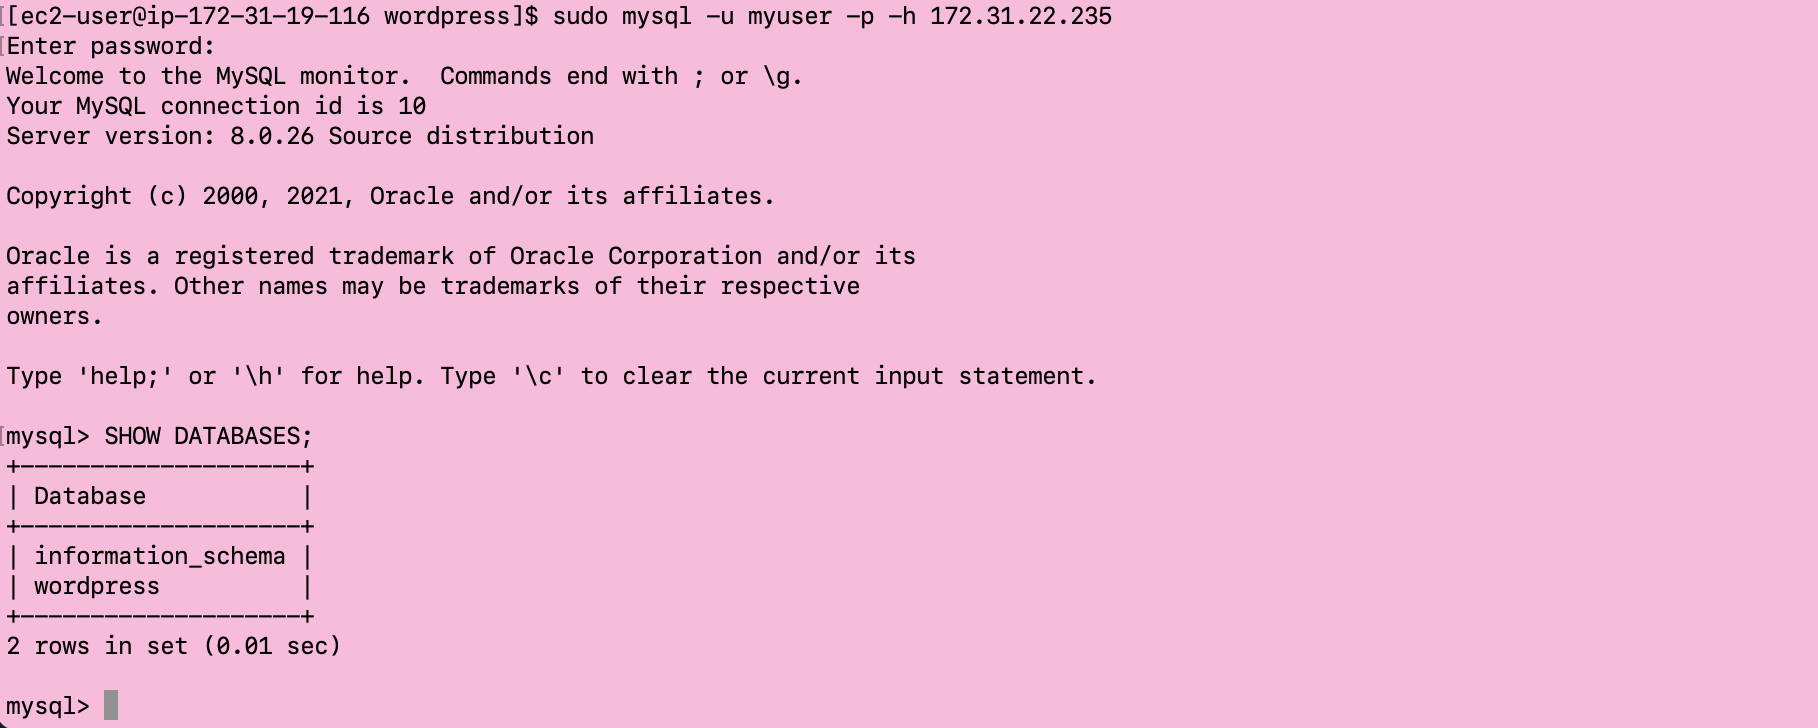 [[ec2-user@ip-172-31-19-116 wordpress]$ sudo mysql -u myuser -p -h 172.31.22.235
[Enter password:
Welcome to the MySQL monitor.  Commands end with ; or \g.
Your MySQL connection id is 10
Server version: 8.0.26 Source distribution

Copyright (c) 2000, 2021, Oracle and/or its affiliates.

Oracle is a registered trademark of Oracle Corporation and/or its
affiliates. Other names may be trademarks of their respective
owners.

Type 'help;' or '\h' for help. Type '\c' to clear the current input statement.

[mysql> SHOW DATABASES;
+--------------------+
| Database           |
+--------------------+
| information_schema |
| wordpress          |
+--------------------+
2 rows in set (0.01 sec)

mysql>